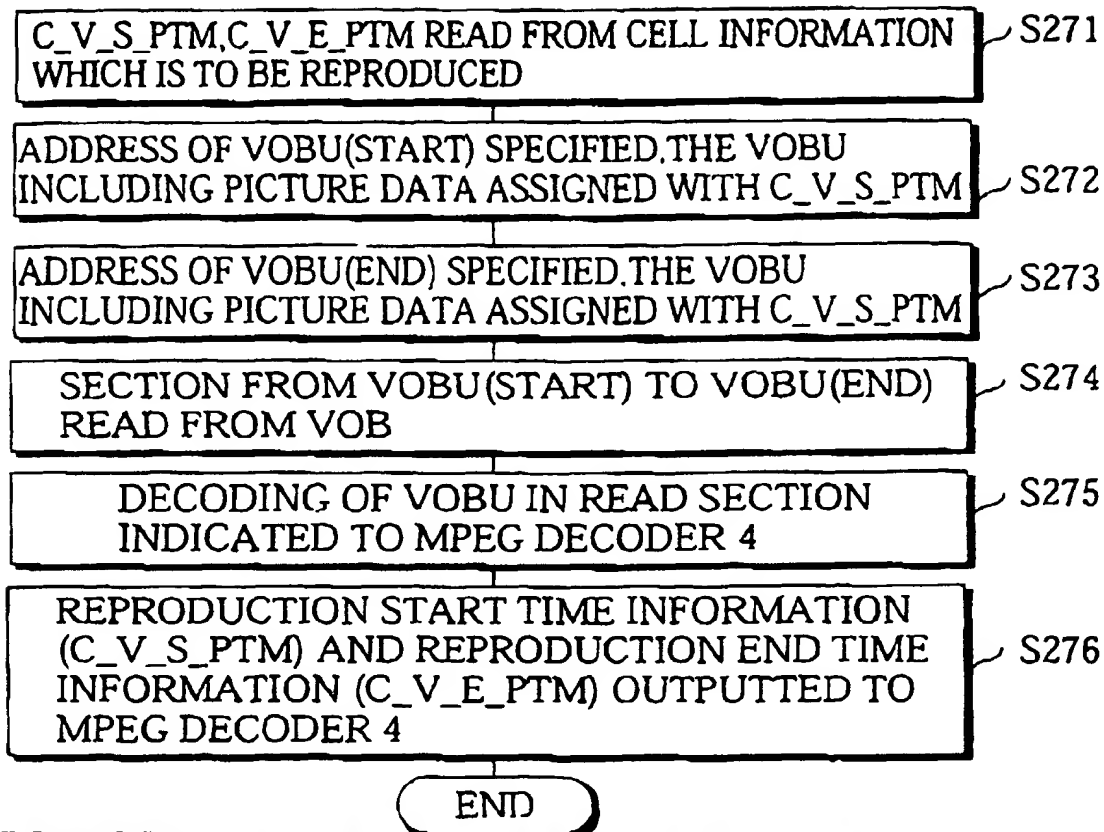 C_V_S_PTM,C_V_E_PTM READ FROM CELL INFORMATION
WHICH IS TO BE REPRODUCED
S271
ADDRESS OF VOBU(START) SPECIFIED.THE VOBU
INCLUDING PICTURE DATA ASSIGNED WITH C_V_S_PTM
S272
ADDRESS OF VOBU(END) SPECIFIED.THE VOBU
INCLUDING PICTURE DATA ASSIGNED WITH C_V_S_PTM
S273
SECTION FROM VOBU(START) TO VOBU(END)
READ FROM VOB
S274
DECODING OF VOBU IN READ SECTION
INDICATED TO MPEG DECODER 4
S275
REPRODUCTION START TIME INFORMATION
(C_V_S_PTM) AND REPRODUCTION END TIME
INFORMATION (C_V_E_PTM) OUTPUTTED TO
MPEG DECODER 4
S276
END